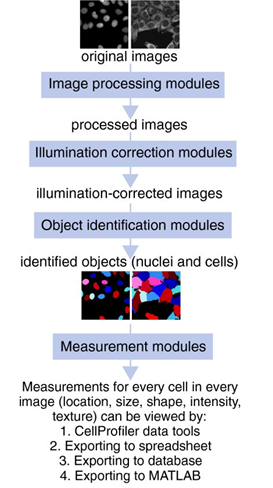 original images
Image processing modules
processed images
Illumination correction modules
illumination-corrected images
Object identification modules
identified objects (nuclei and cells)
Measurement modules
Measurements for every cell in every
image (location, size, shape, intensity,
texture) can be viewed by:
1. CellProfiler data tools
2. Exporting to spreadsheet
3. Exporting to database
4. Exporting to MATLAB